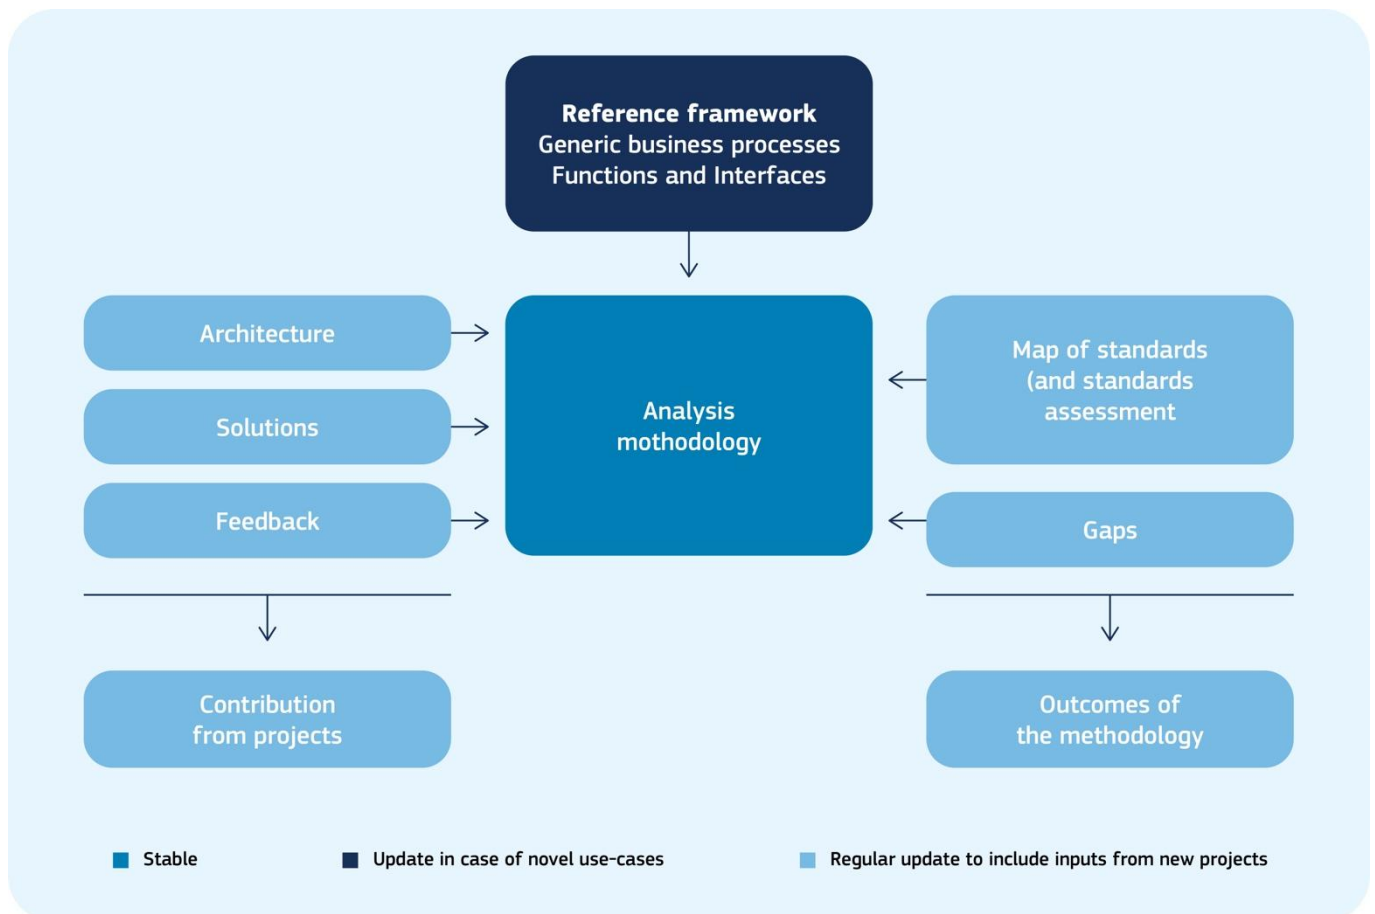 Reference framework
Generic business processes
Functions and Interfaces
Architecture
Solutions
Feedback
Analysis
mothodology
Map of standards
(and standards
assessment
Gaps
Contribution
from projects
Outcomes of
the methodology
Stable
Update in case of novel use-cases
Regular update to include inputs from new projects